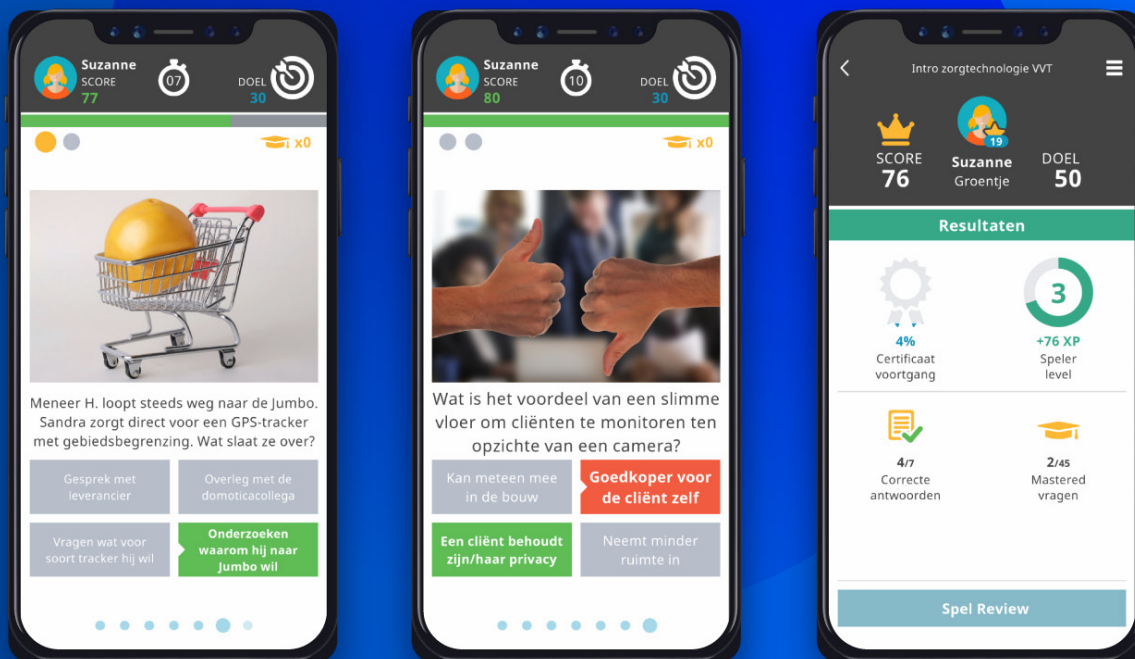 Suzanne
SCORE
77
07
DOEL
30
x0
Meneer H. loopt steeds weg naar de Jumbo.
Sandra zorgt direct voor een GPS-tracker
met gebiedsbegrenzing. Wat slaat ze over?
Gesprek met
leverancier
Overleg met de
domoticacollega
Vragen wat voor
soort tracker hij wil
Onderzoeken
waarom hij naar
Jumbo wil
Suzanne
SCORE
80
10
DOEL
30
x0
Wat is het voordeel van een slimme
vloer om cliënten te monitoren ten
opzichte van een camera?
Kan meteen mee
in de bouw
Goedkoper voor
de cliënt zelf
Een cliënt behoudt
zijn/haar privacy
Neemt minder
ruimte in
Intro zorgtechnologie VVT
SCORE
76
19
Suzanne
Groentje
DOEL
50
Resultaten
4%
Certificaat
voortgang
3
+76 XP
Speler
level
4/7
Correcte
antwoorden
2/45
Mastered
vragen
Spel Review